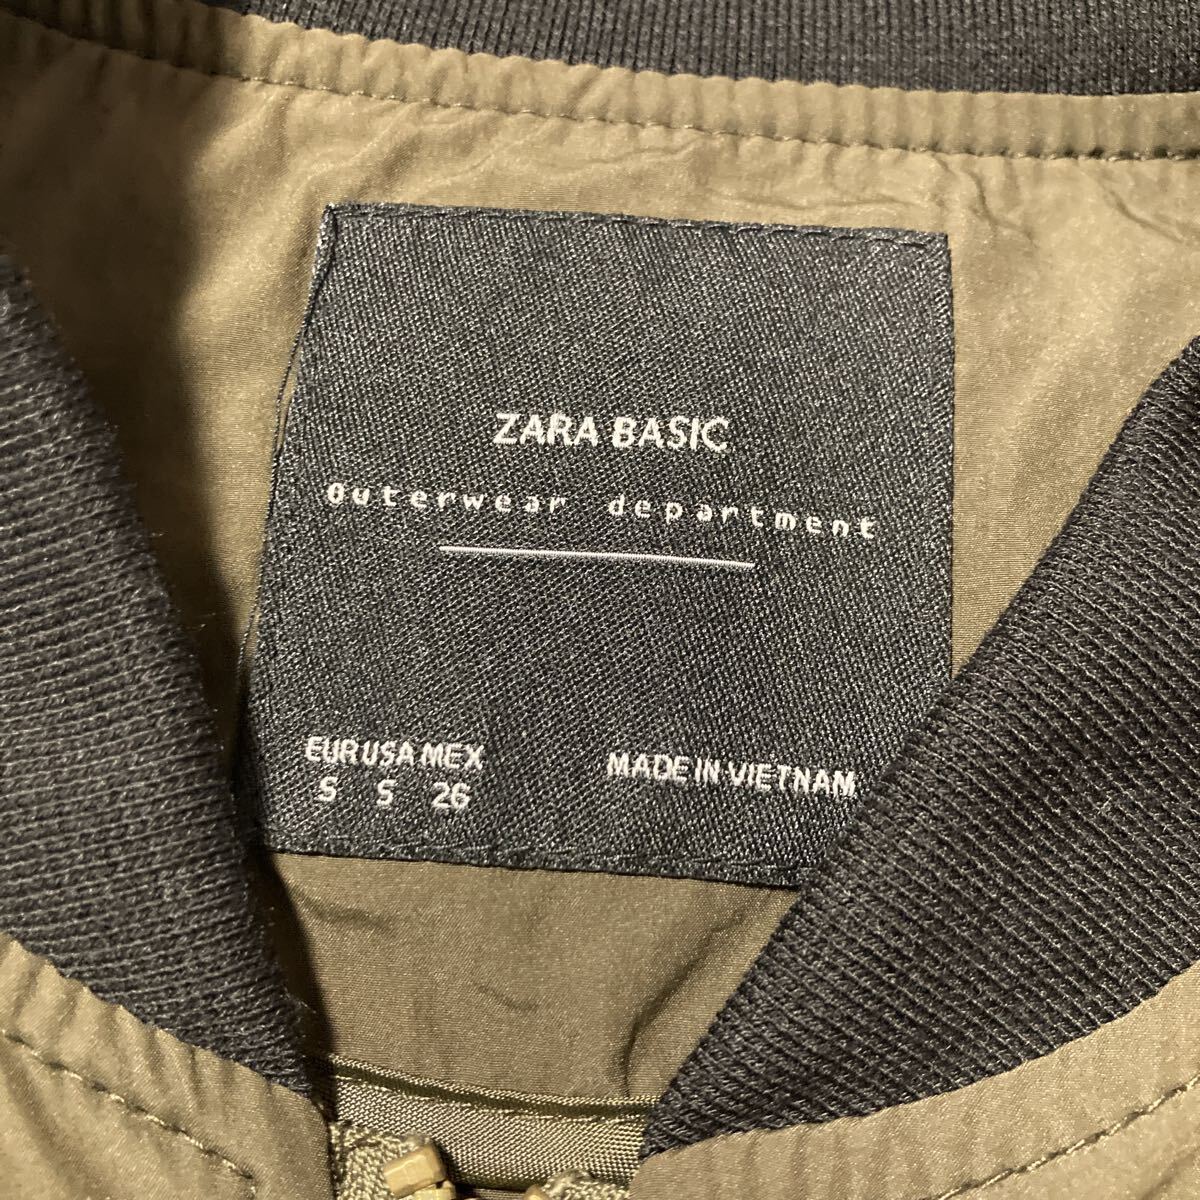 ZARA BASIC
Outerwear department
EUR USA MEX
S S 26
MADE IN VIETNAM